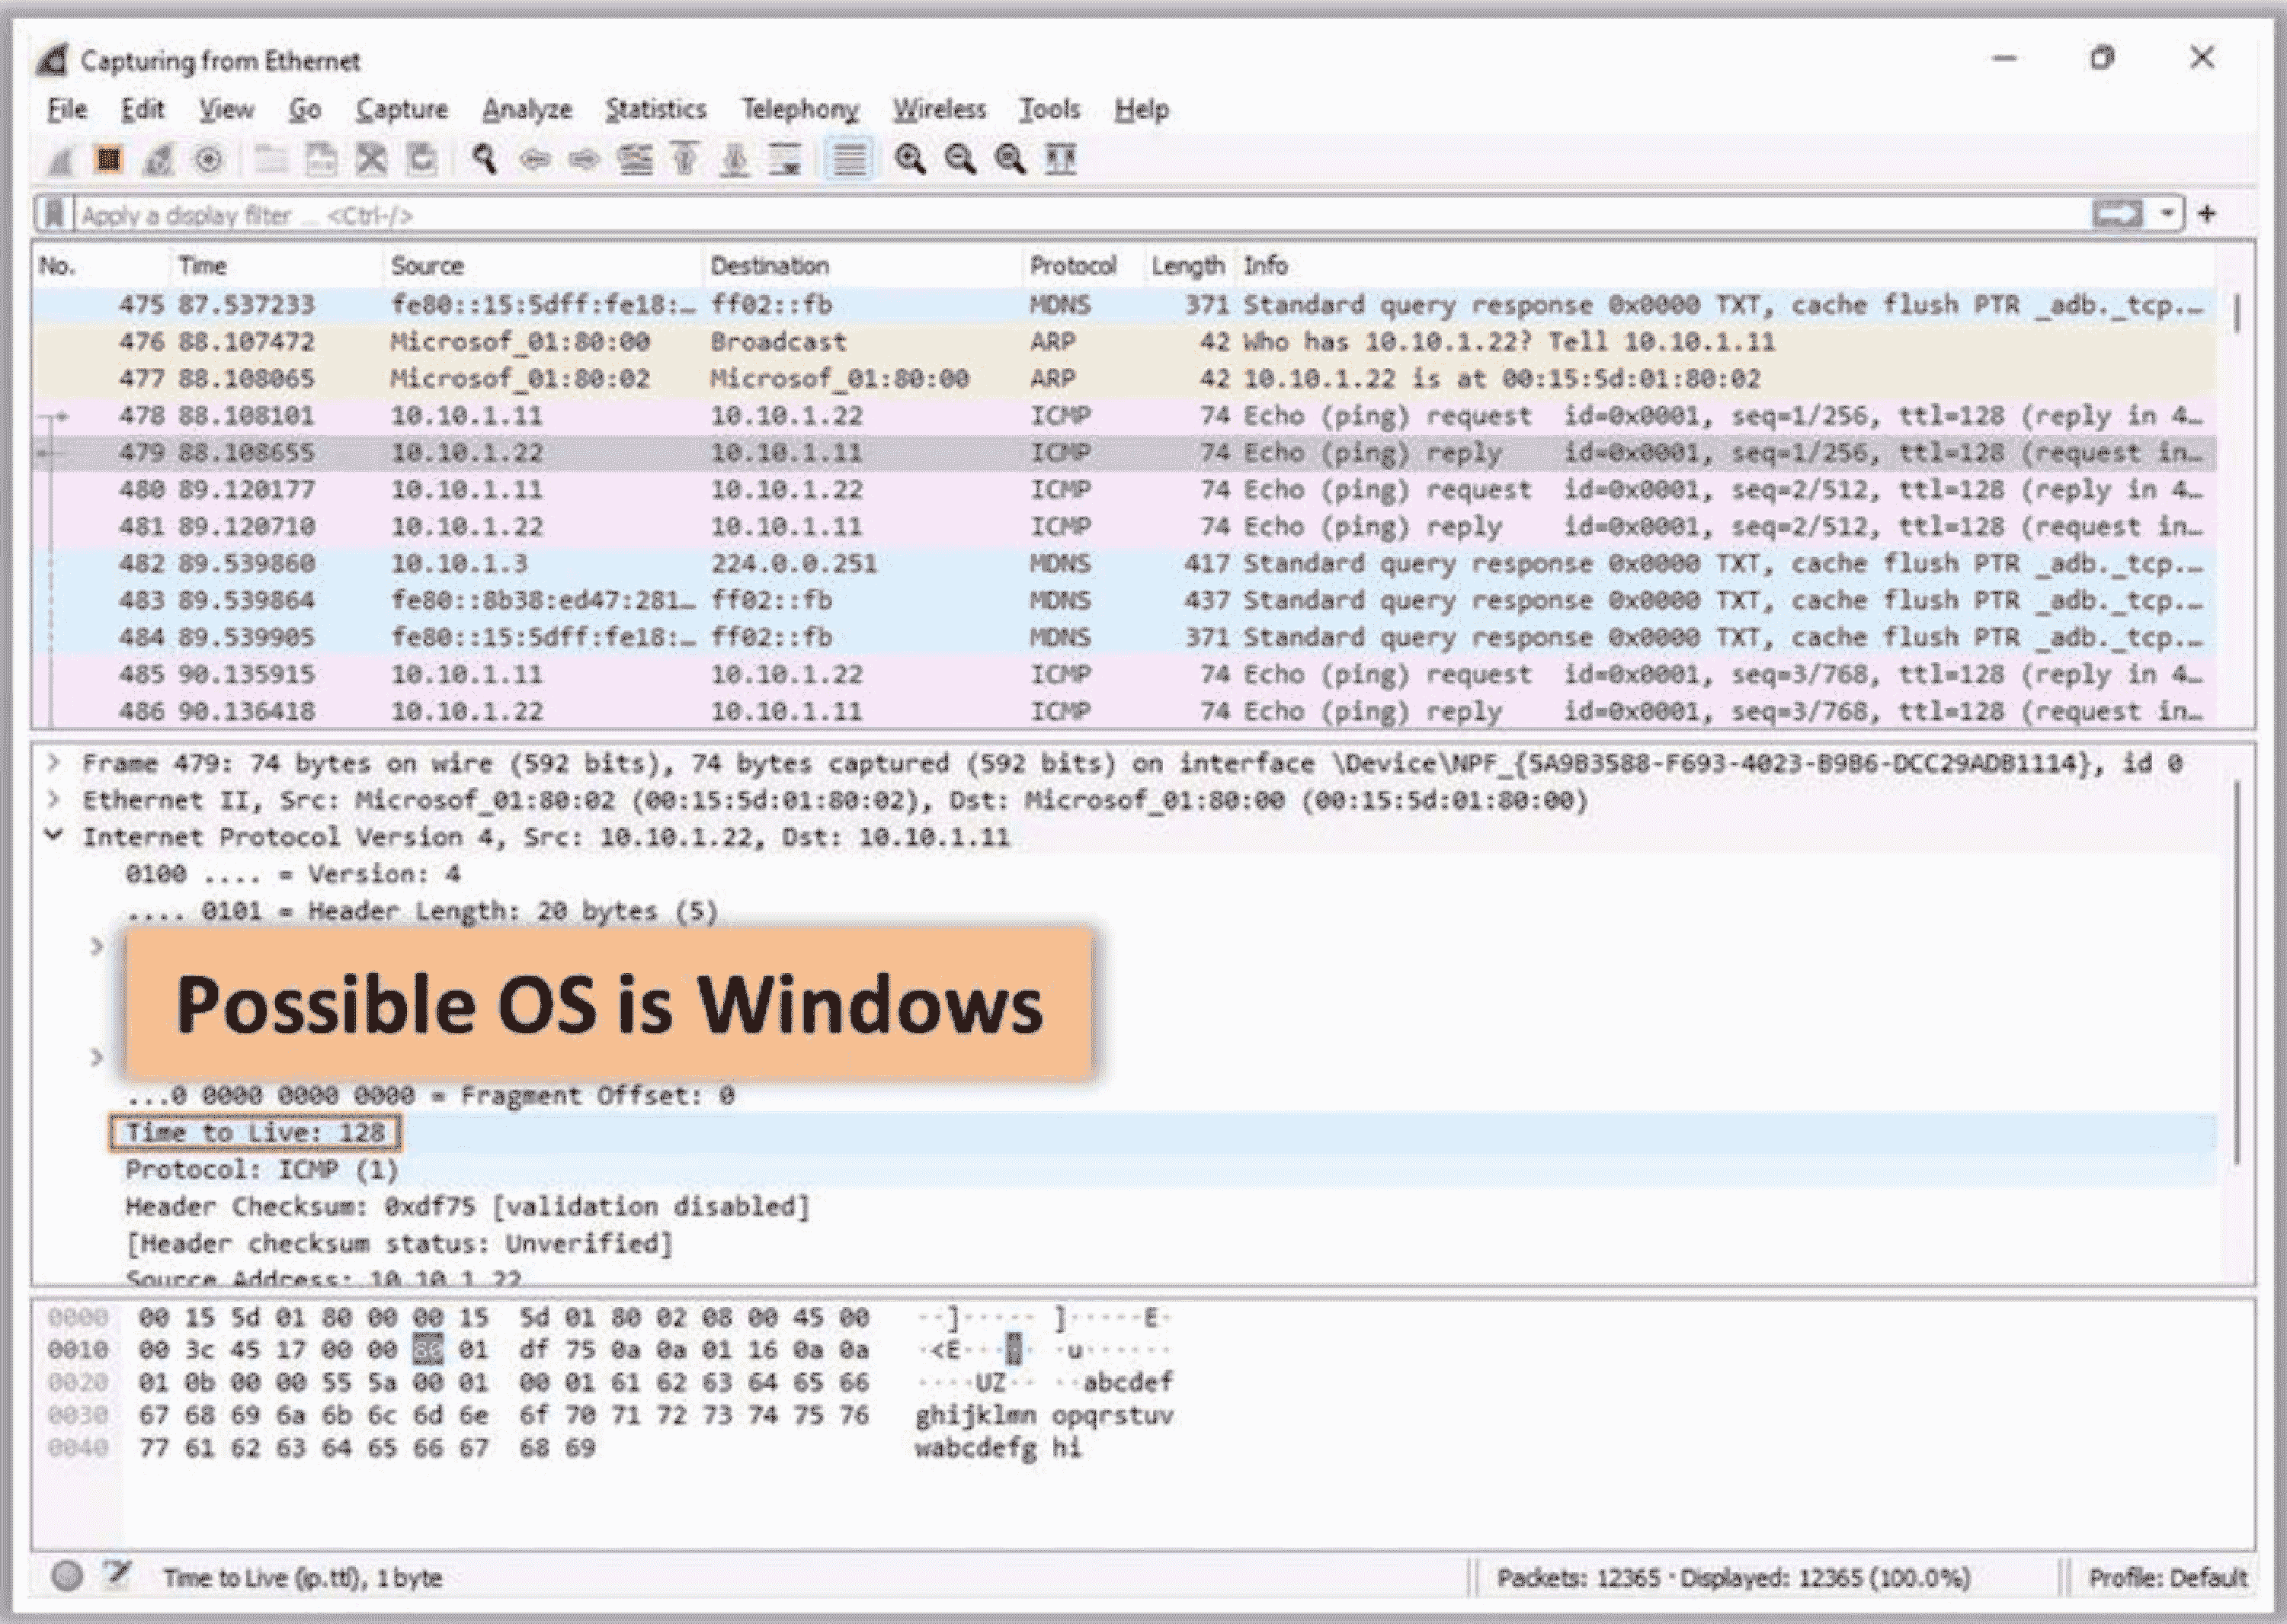 Capturing from Ethernet
File Edit View Go Capture Analyze Statistics Telephony Wireless Tools Help
Apply a display filter ... <Ctrl-/>
No. Time Source Destination Protocol Length Info
475 87.537233 fe80::15:5dff:fe18:… ff02::fb MDNS 371 Standard query response 0x0000 TXT, cache flush PTR _adb._tcp.…
476 88.107472 Microsof_01:80:00 Broadcast ARP 42 Who has 10.10.1.22? Tell 10.10.1.11
477 88.108065 Microsof_01:80:02 Microsof_01:80:00 ARP 42 10.10.1.22 is at 00:15:5d:01:80:02
478 88.108101 10.10.1.11 10.10.1.22 ICMP 74 Echo (ping) request id=0x0001, seq=1/256, ttl=128 (reply in 4…
479 88.108655 10.10.1.22 10.10.1.11 ICMP 74 Echo (ping) reply id=0x0001, seq=1/256, ttl=128 (request in…
480 89.120177 10.10.1.11 10.10.1.22 ICMP 74 Echo (ping) request id=0x0001, seq=2/512, ttl=128 (reply in 4…
481 89.120710 10.10.1.22 10.10.1.11 ICMP 74 Echo (ping) reply id=0x0001, seq=2/512, ttl=128 (request in…
482 89.539860 10.10.1.3 224.0.0.251 MDNS 417 Standard query response 0x0000 TXT, cache flush PTR _adb._tcp.…
483 89.539864 fe80::8b38:ed47:281… ff02::fb MDNS 437 Standard query response 0x0000 TXT, cache flush PTR _adb._tcp.…
484 89.539905 fe80::15:5dff:fe18:… ff02::fb MDNS 371 Standard query response 0x0000 TXT, cache flush PTR _adb._tcp.…
485 90.135915 10.10.1.11 10.10.1.22 ICMP 74 Echo (ping) request id=0x0001, seq=3/768, ttl=128 (reply in 4…
486 90.136418 10.10.1.22 10.10.1.11 ICMP 74 Echo (ping) reply id=0x0001, seq=3/768, ttl=128 (request in…
Frame 479: 74 bytes on wire (592 bits), 74 bytes captured (592 bits) on interface \Device\NPF_{5A9B3588-F693-4023-B9B6-DCC29ADB1114}, id 0
Ethernet II, Src: Microsof_01:80:02 (00:15:5d:01:80:02), Dst: Microsof_01:80:00 (00:15:5d:01:80:00)
Internet Protocol Version 4, Src: 10.10.1.22, Dst: 10.10.1.11
0100 .... = Version: 4
.... 0101 = Header Length: 20 bytes (5)
Possible OS is Windows
...0 0000 0000 0000 = Fragment Offset: 0
Time to Live: 128
Protocol: ICMP (1)
Header Checksum: 0xdf75 [validation disabled]
[Header checksum status: Unverified]
Source Address: 10.10.1.22
0000 00 15 5d 01 80 00 00 15 5d 01 80 02 08 00 45 00 ··]····· ]·····E·
0010 00 3c 45 17 00 00 80 01 df 75 0a 0a 01 16 0a 0a ·<E····· ·u······
0020 01 0b 00 00 55 5a 00 01 00 01 61 62 63 64 65 66 ····UZ·· ··abcdef
0030 67 68 69 6a 6b 6c 6d 6e 6f 70 71 72 73 74 75 76 ghijklmn opqrstuv
0040 77 61 62 63 64 65 66 67 68 69 wabcdefg hi
Time to Live (ip.ttl), 1 byte
Packets: 12365 · Displayed: 12365 (100.0%)
Profile: Default